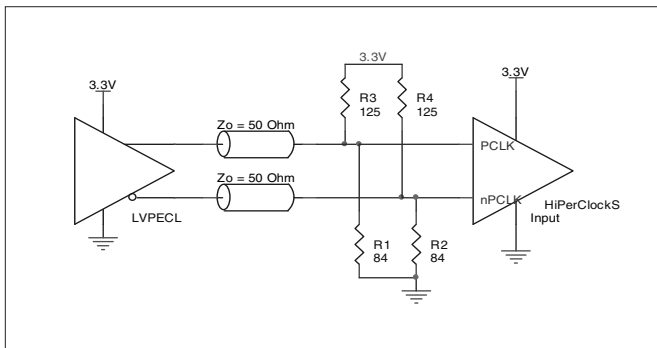 3.3V
3.3V
3.3V
R3
125
R4
125
Zo = 50 Ohm
PCLK
Zo = 50 Ohm
nPCLK
HiPerClockS
Input
LVPECL
R1
84
R2
84